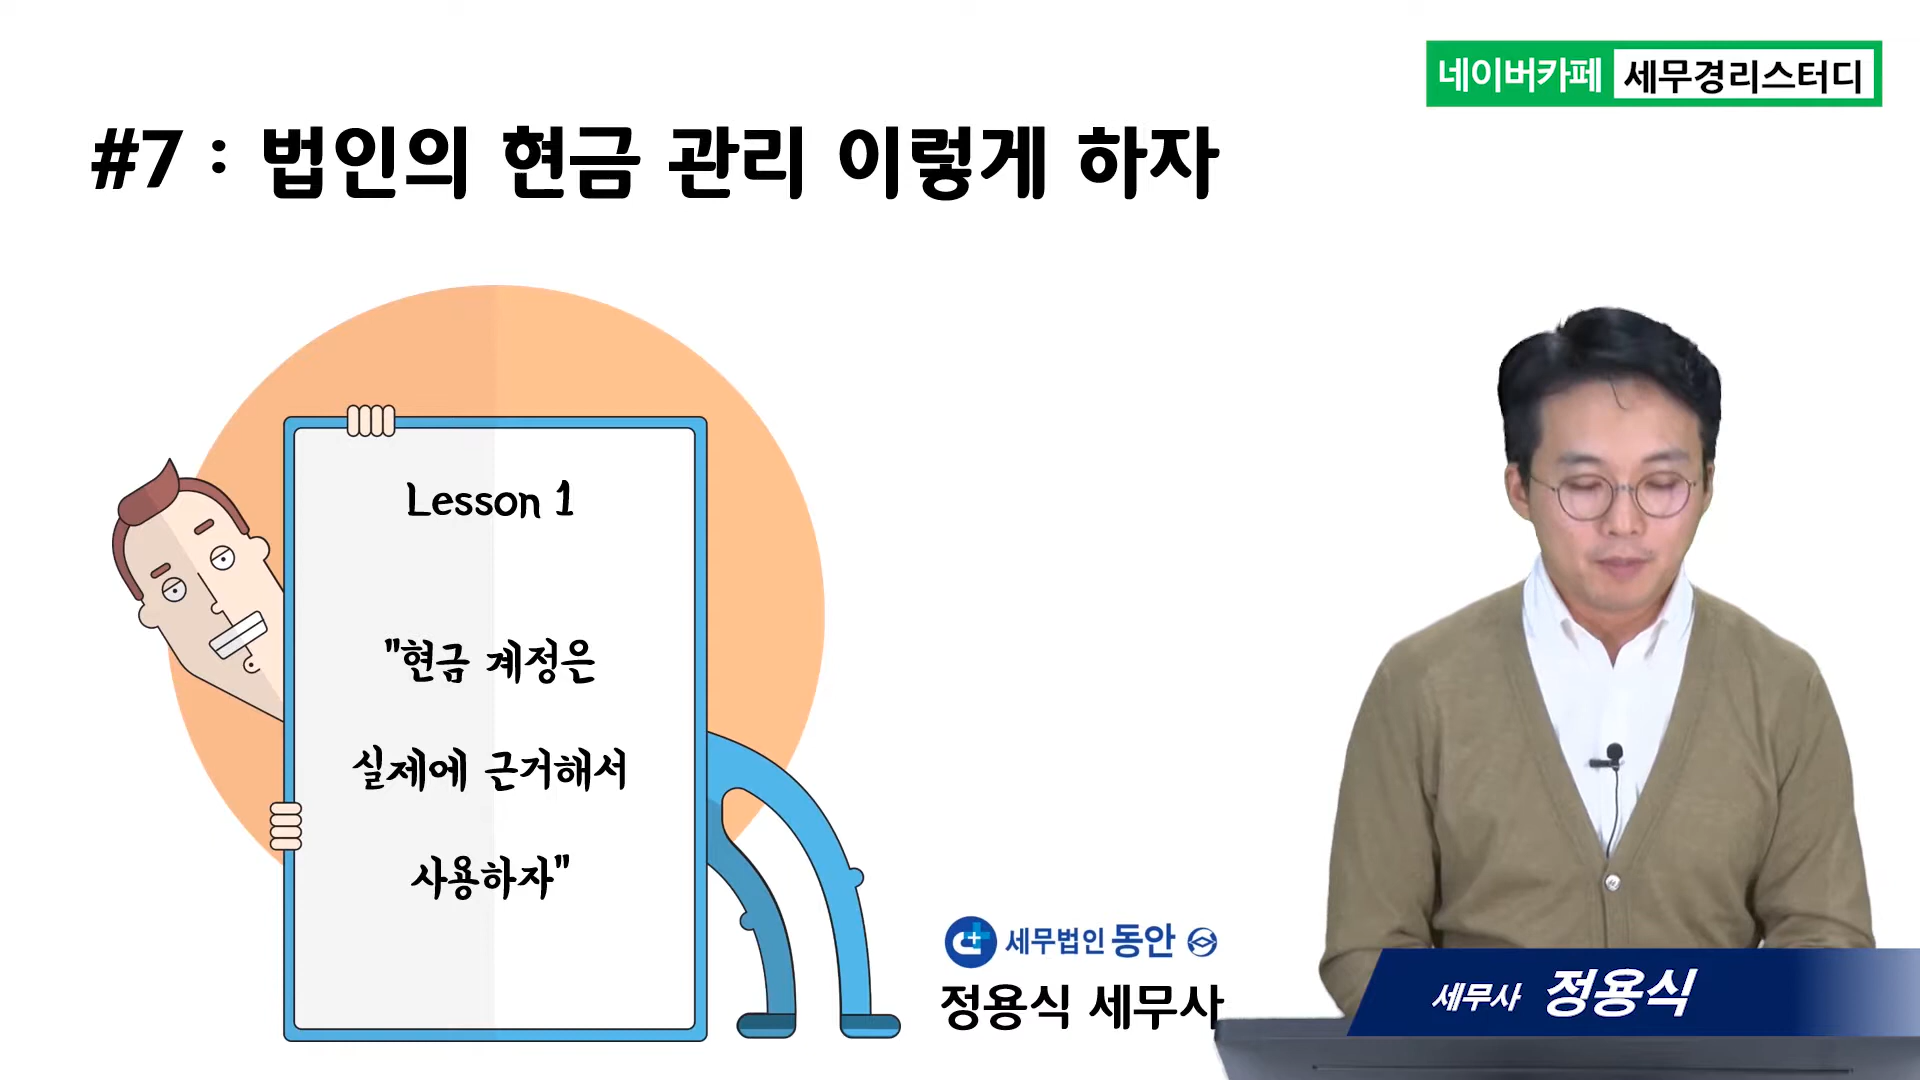 네이버카페 세무경리스터디
#7 : 법인의 현금 관리 이렇게 하자
Lesson 1
"현금 계정은
실제에 근거해서
사용하자"
세무법인 동안
정용식 세무사
세무사 정용식